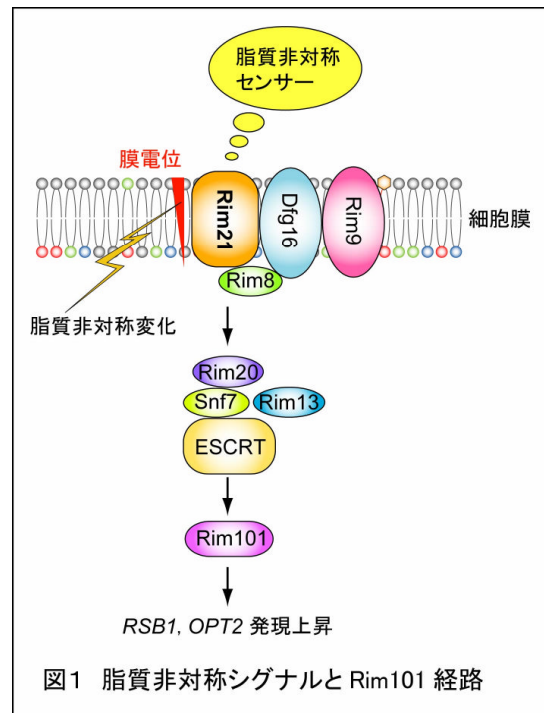 脂質非対称
センサー
膜電位
Rim21
Dfg16
Rim9
細胞膜
Rim8
脂質非対称変化
Rim20
Snf7
Rim13
ESCRT
Rim101
RSB1, OPT2 発現上昇
図1 脂質非対称シグナルと Rim101 経路